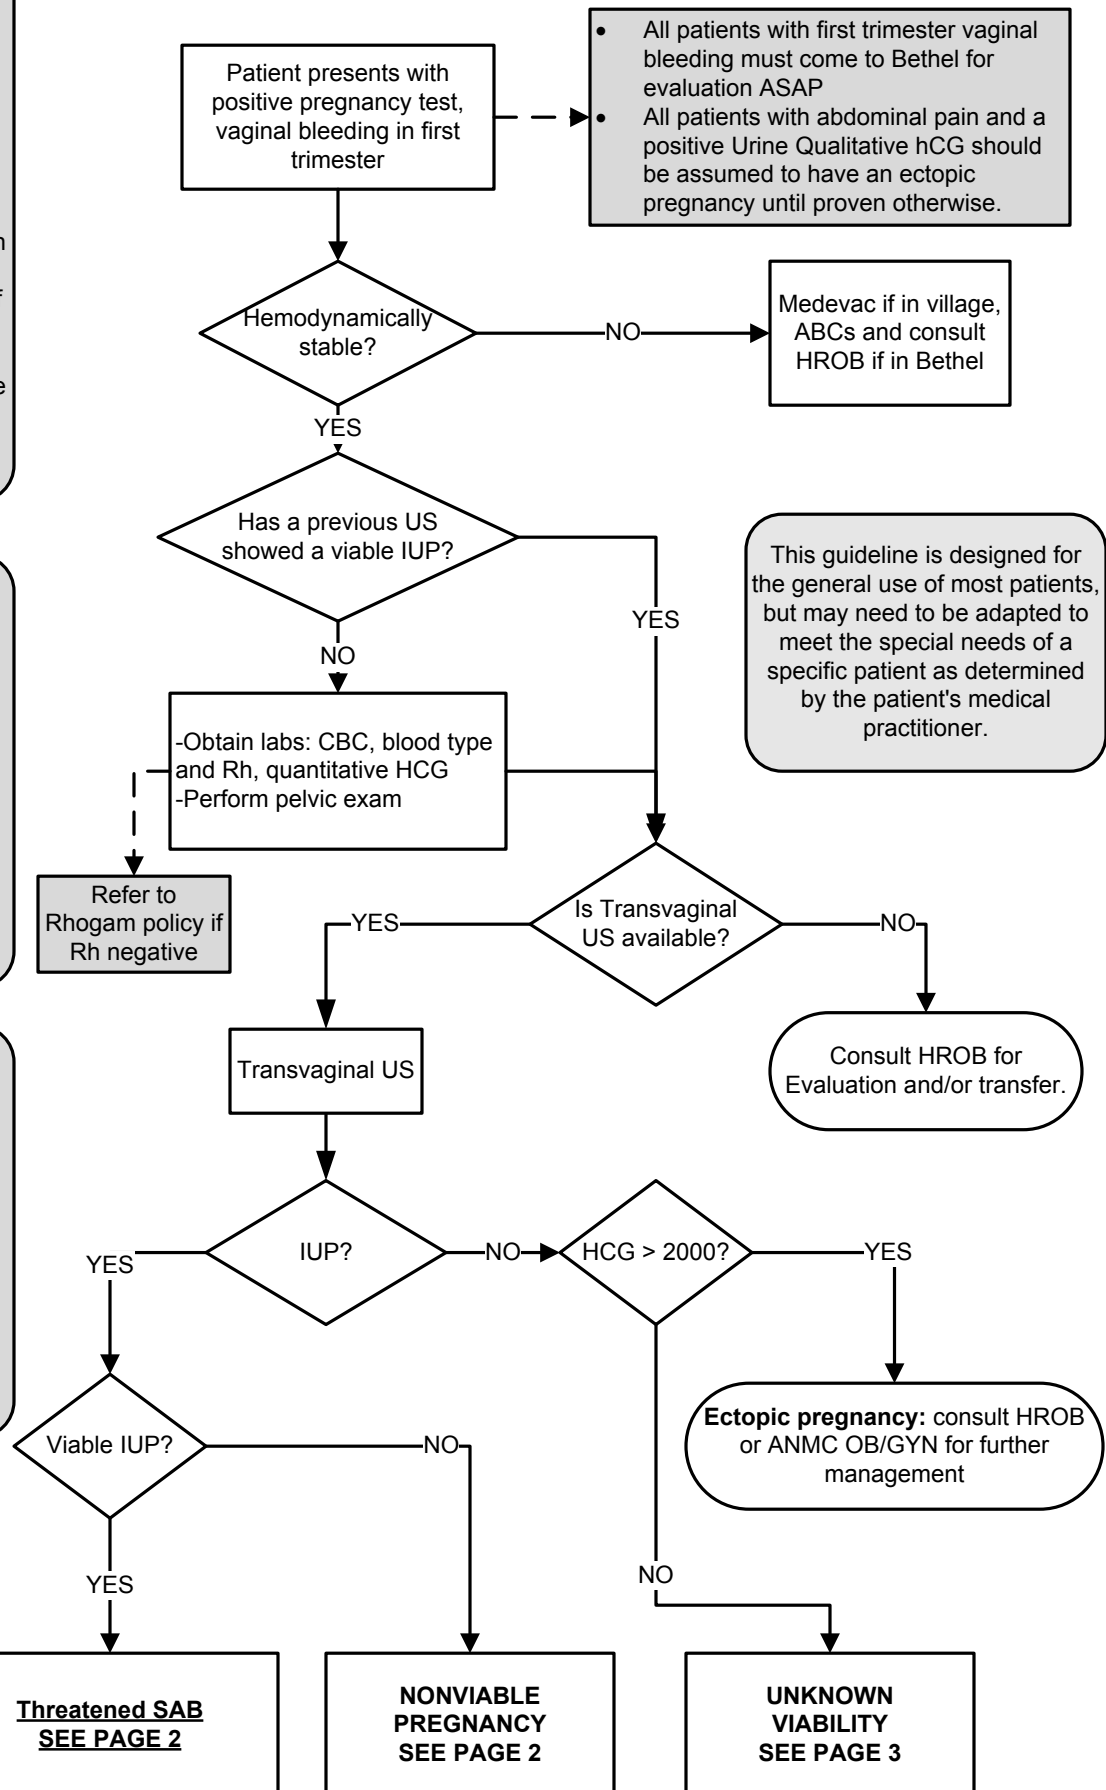 Patient presents with
positive pregnancy test,
vaginal bleeding in first
trimester
• All patients with first trimester vaginal
bleeding must come to Bethel for
evaluation ASAP
• All patients with abdominal pain and a
positive Urine Qualitative hCG should
be assumed to have an ectopic
pregnancy until proven otherwise.
Hemodynamically
stable?
NO
Medevac if in village,
ABCs and consult
HROB if in Bethel
YES
Has a previous US
showed a viable IUP?
YES
NO
This guideline is designed for
the general use of most patients,
but may need to be adapted to
meet the special needs of a
specific patient as determined
by the patient's medical
practitioner.
-Obtain labs: CBC, blood type
and Rh, quantitative HCG
-Perform pelvic exam
Refer to
Rhogam policy if
Rh negative
Is Transvaginal
US available?
YES
NO
Transvaginal US
Consult HROB for
Evaluation and/or transfer.
IUP?
YES
NO
HCG > 2000?
YES
Ectopic pregnancy: consult HROB
or ANMC OB/GYN for further
management
Viable IUP?
NO
YES
NO
Threatened SAB
SEE PAGE 2
NONVIABLE
PREGNANCY
SEE PAGE 2
UNKNOWN
VIABILITY
SEE PAGE 3